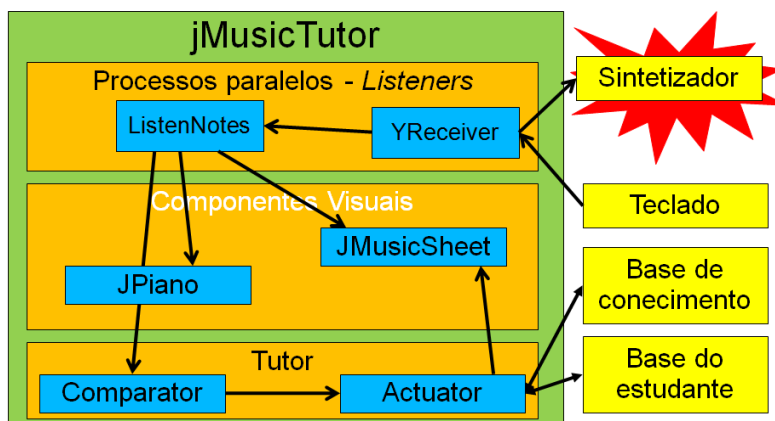 jMusicTutor
Processos paralelos - Listeners
Sintetizador
ListenNotes
YReceiver
Componentes Visuais
Teclado
JMusicSheet
JPiano
Base de
conecimento
Tutor
Base do
estudante
Comparator
Actuator